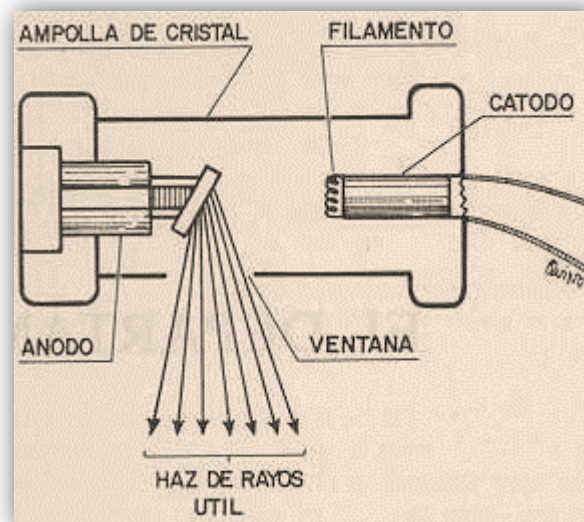 AMPOLLA DE CRISTAL
FILAMENTO
CATODO
ANODO
VENTANA
HAZ DE RAYOS
UTIL